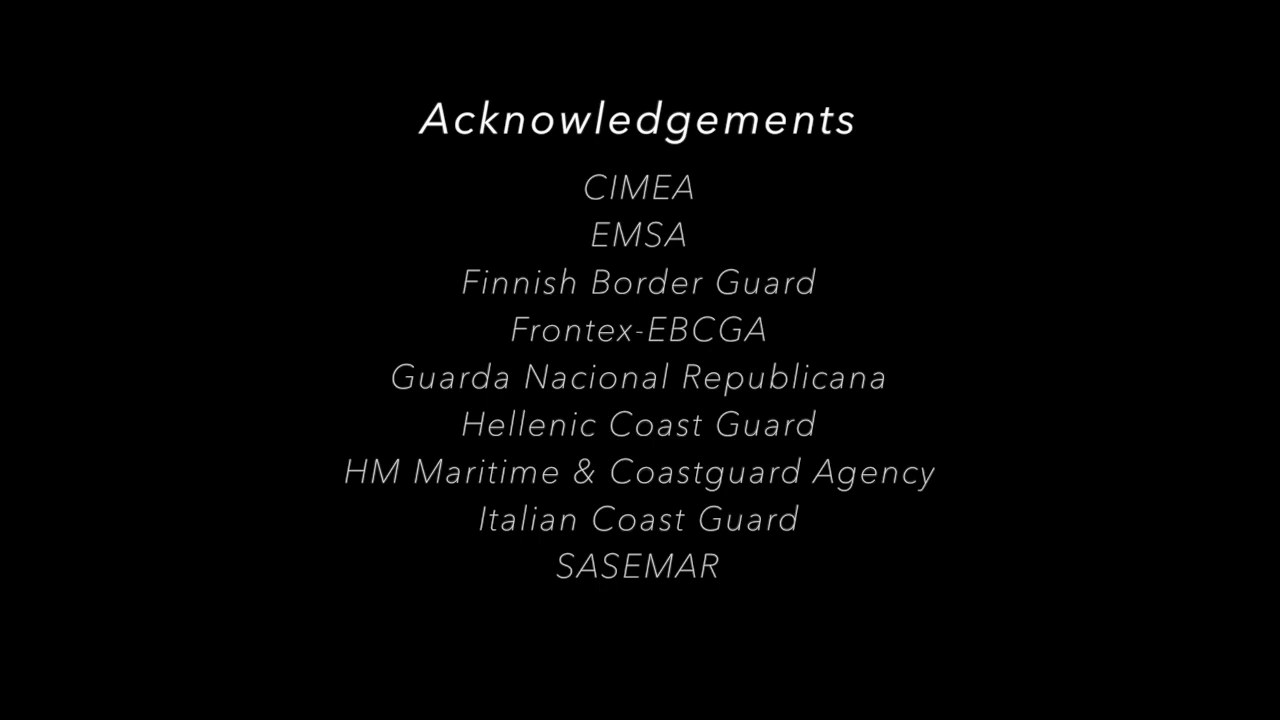 Acknowledgements
CIMEA
EMSA
Finnish Border Guard
Frontex-EBCGA
Guarda Nacional Republicana
Hellenic Coast Guard
HM Maritime & Coastguard Agency
Italian Coast Guard
SASEMAR